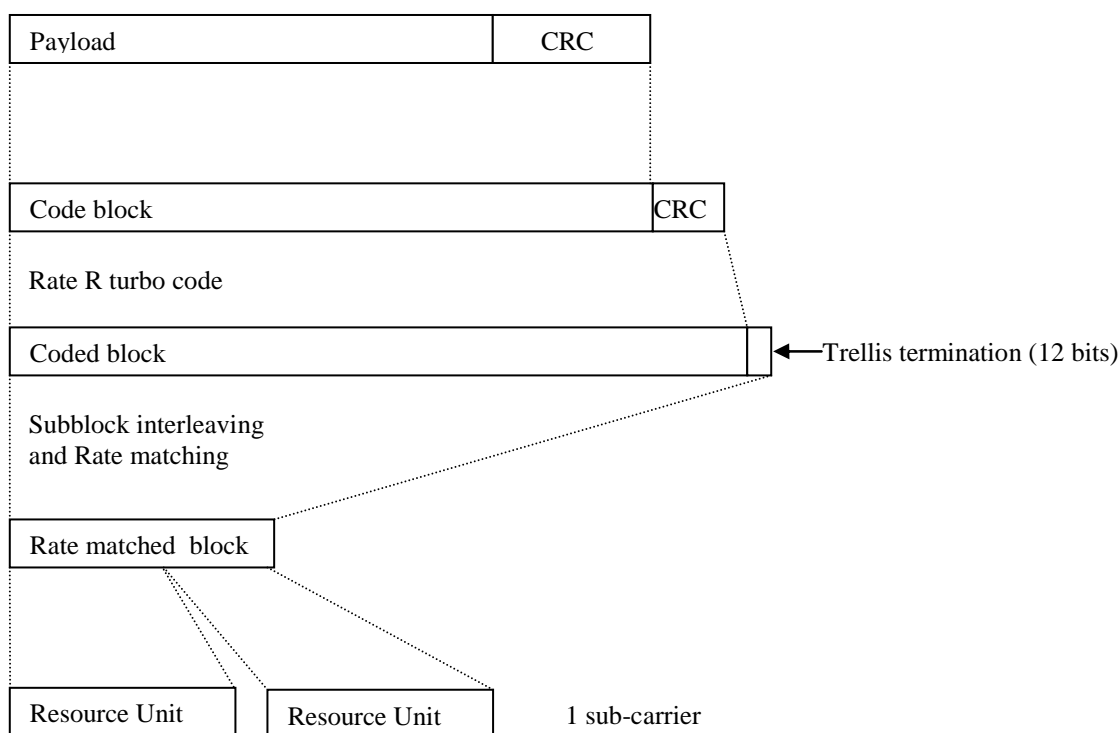 Payload CRC
Code block CRC
Rate R turbo code
Coded block
Trellis termination (12 bits)
Subblock interleaving
and Rate matching
Rate matched block
Resource Unit Resource Unit 1 sub-carrier